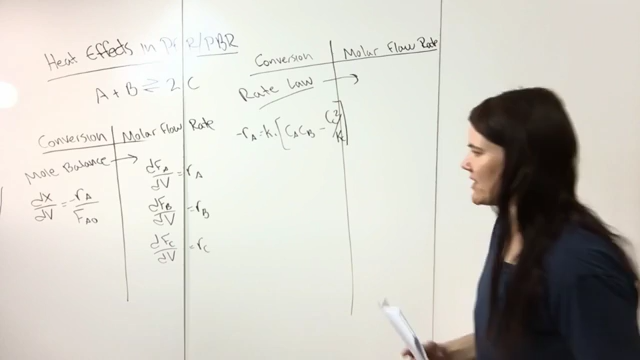 Heat Effects in PFR/PBR
A + B ⇌ 2 C
Conversion | Molar Flow Rate
Mole Balance →
dX/dV = -rA/FA0
dFA/dV = rA
dFB/dV = rB
dFC/dV = rC
Conversion | Molar Flow Rate
Rate Law →
-rA = k · [CACB - CC²/KC]